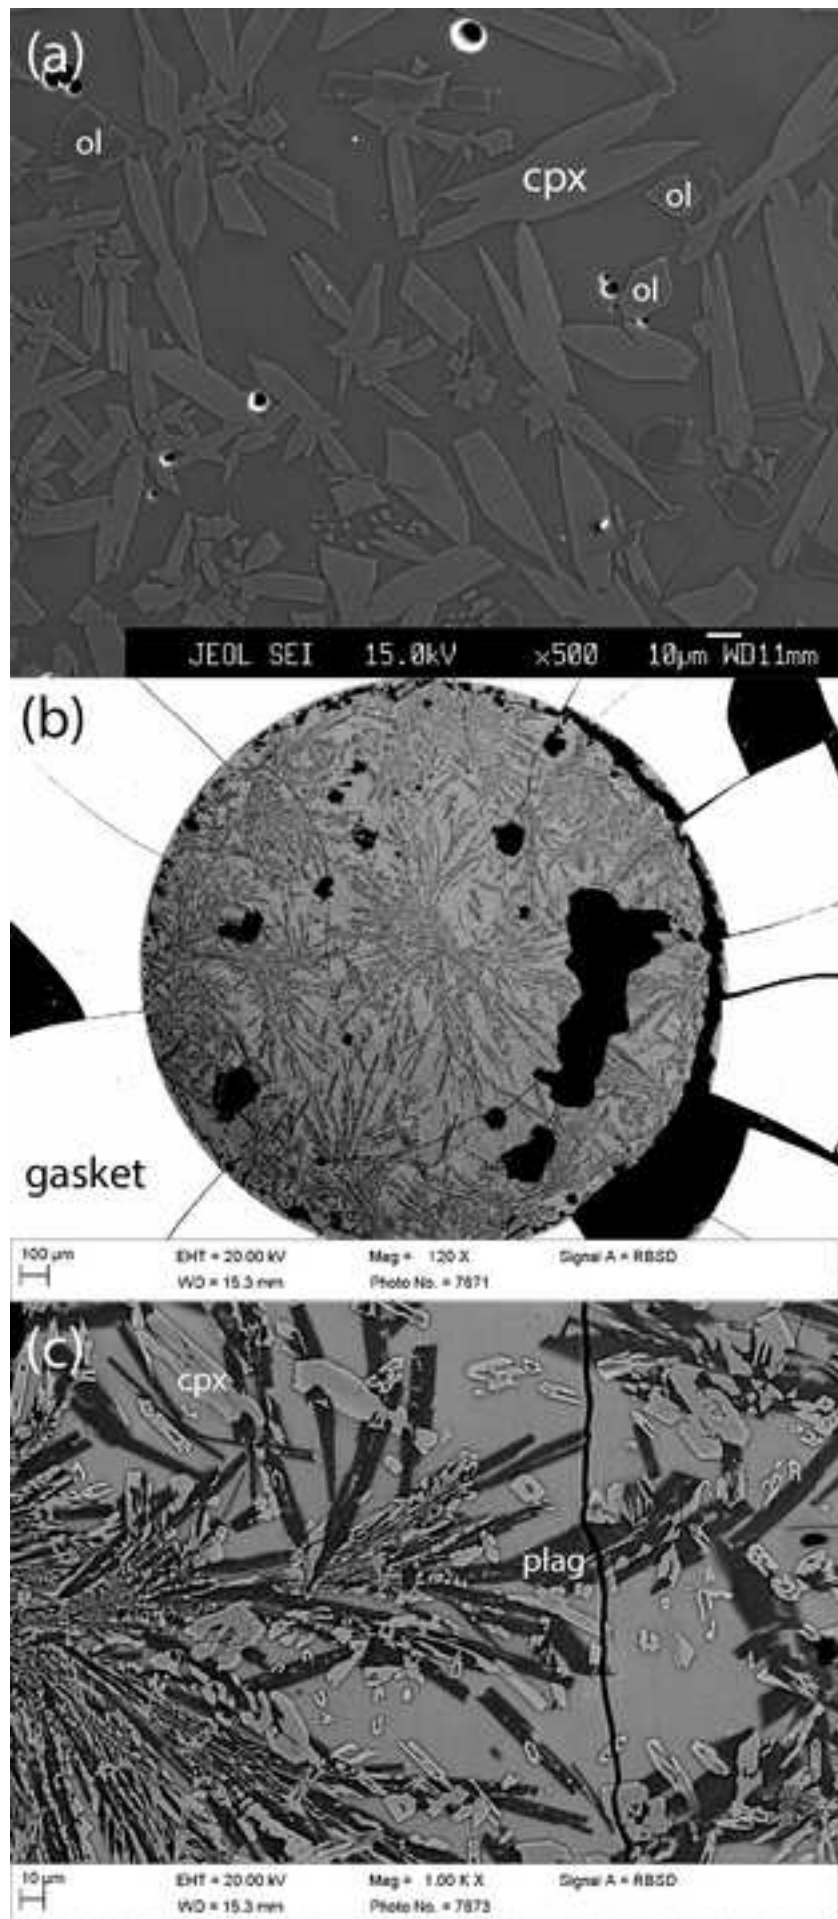 (a)
ol
cpx
ol
ol
JEOL SEI 15.0kV ×500 10µm WD11mm
(b)
gasket
100 µm EHT = 20.00 kV Mag = 120 X Signal A = RBSD
WD = 15.3 mm Photo No. = 7871
(c)
cpx
plag
10 µm EHT = 20.00 kV Mag = 1.00 K X Signal A = RBSD
WD = 15.3 mm Photo No. = 7873